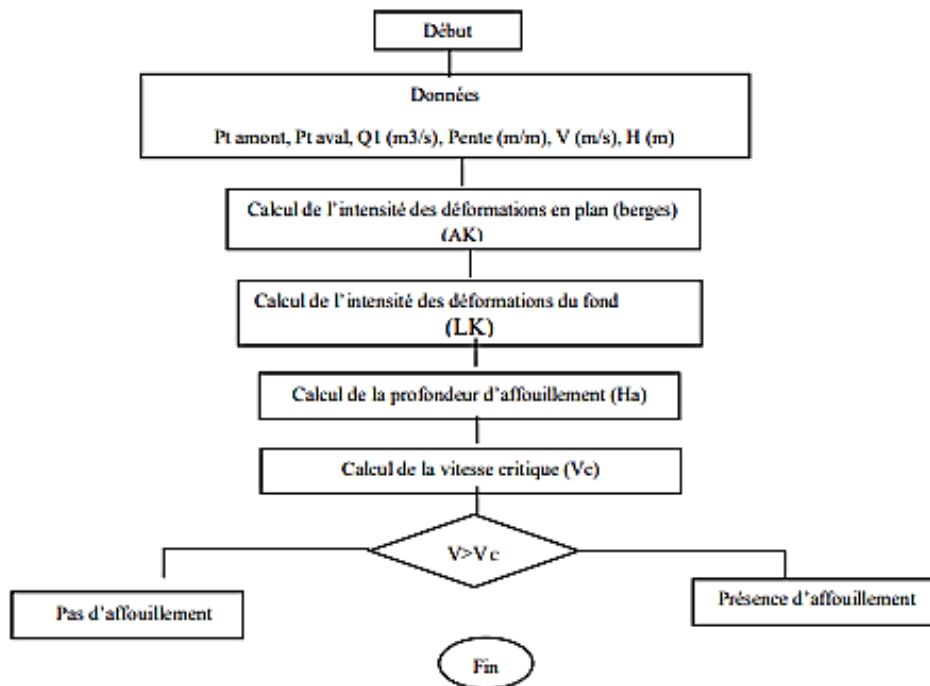 Début
Données
Pt amont, Pt aval, Q1 (m3/s), Pente (m/m), V (m/s), H (m)
Calcul de l'intensité des déformations en plan (berges)
(AK)
Calcul de l'intensité des déformations du fond
(LK)
Calcul de la profondeur d'affouillement (Ha)
Calcul de la vitesse critique (Vc)
V>Vc
Pas d'affouillement
Présence d'affouillement
Fin